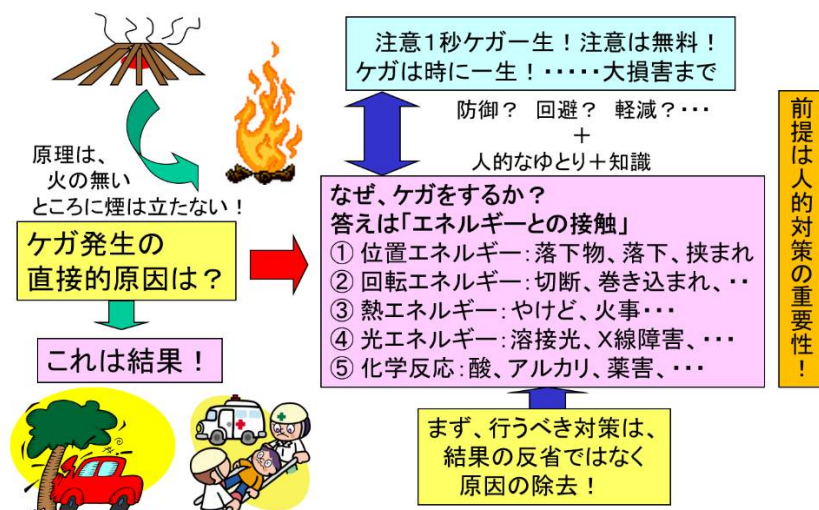 注意1秒ケガ一生！注意は無料！
ケガは時に一生！・・・・・大損害まで
防御？ 回避？ 軽減？・・・
＋
人的なゆとり＋知識
原理は、
火の無い
ところに煙は立たない！
ケガ発生の
直接的原因は？
これは結果！
なぜ、ケガをするか？
答えは「エネルギーとの接触」
① 位置エネルギー：落下物、落下、挟まれ
② 回転エネルギー：切断、巻き込まれ、・・
③ 熱エネルギー：やけど、火事・・・
④ 光エネルギー：溶接光、X線障害、・・・
⑤ 化学反応：酸、アルカリ、薬害、・・・
まず、行うべき対策は、
結果の反省ではなく
原因の除去！
前提は人的対策の重要性！